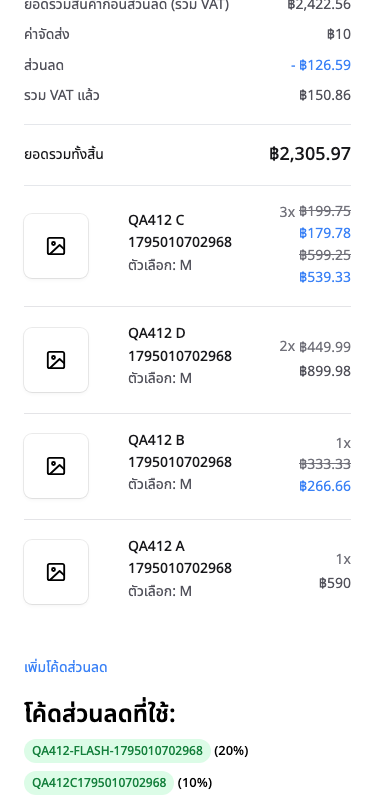 ยอดรวมสินค้าก่อนส่วนลด (รวม VAT) ฿2,422.56
ค่าจัดส่ง ฿10
ส่วนลด - ฿126.59
รวม VAT แล้ว ฿150.86
ยอดรวมทั้งสิ้น ฿2,305.97
QA412 C
1795010702968
ตัวเลือก: M
3x ฿199.75
฿179.78
฿599.25
฿539.33
QA412 D
1795010702968
ตัวเลือก: M
2x ฿449.99
฿899.98
QA412 B
1795010702968
ตัวเลือก: M
1x
฿333.33
฿266.66
QA412 A
1795010702968
ตัวเลือก: M
1x
฿590
เพิ่มโค้ดส่วนลด
โค้ดส่วนลดที่ใช้:
QA412-FLASH-1795010702968 (20%)
QA412C1795010702968 (10%)